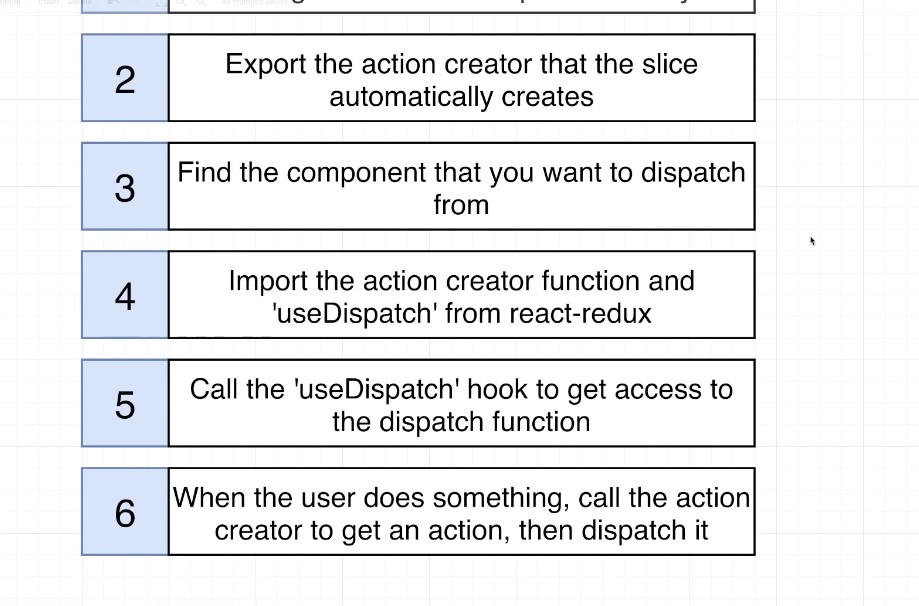 2
Export the action creator that the slice
automatically creates
3
Find the component that you want to dispatch
from
4
Import the action creator function and
'useDispatch' from react-redux
5
Call the 'useDispatch' hook to get access to
the dispatch function
6
When the user does something, call the action
creator to get an action, then dispatch it